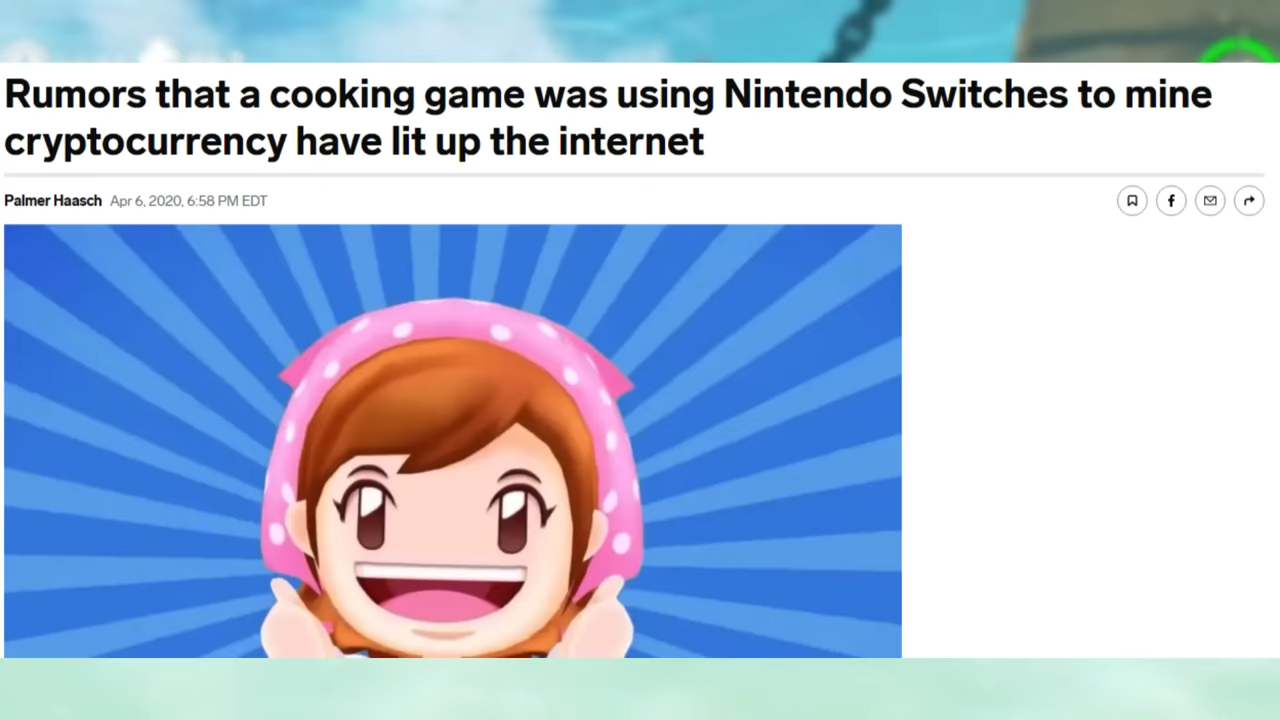 Rumors that a cooking game was using Nintendo Switches to mine
cryptocurrency have lit up the internet
Palmer Haasch Apr 6, 2020, 6:58 PM EDT